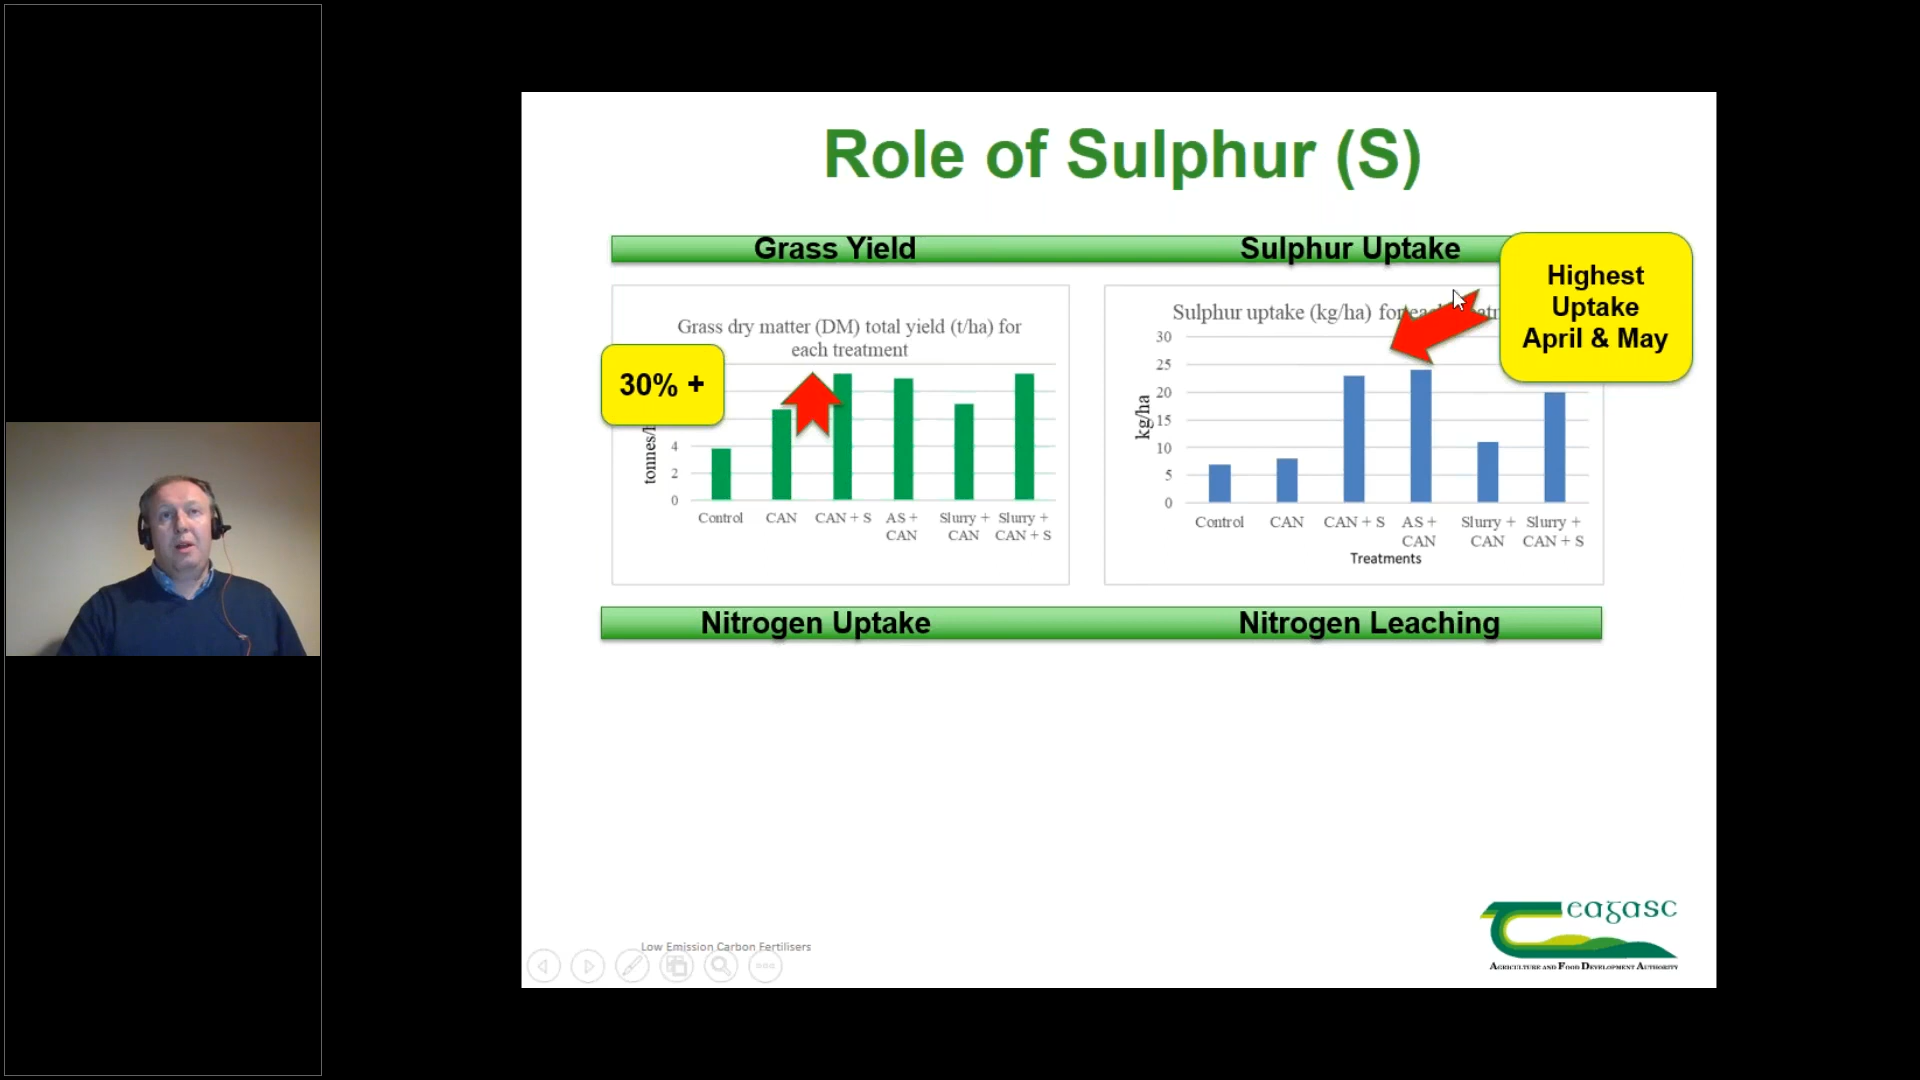 Role of Sulphur (S)
Grass Yield
Sulphur Uptake
Highest
Uptake
April & May
Grass dry matter (DM) total yield (t/ha) for
each treatment
30% +
4
2
0
Control
CAN
CAN + S
AS +
CAN
Slurry +
CAN
Slurry +
CAN + S
Sulphur uptake (kg/ha) for
kg/ha
30
25
20
15
10
5
0
Control
CAN
CAN + S
AS +
CAN
Slurry +
CAN
Slurry +
CAN + S
Treatments
Nitrogen Uptake
Nitrogen Leaching
Low Emission Carbon Fertilisers
eagasc
AGRICULTURE AND FOOD DEVELOPMENT AUTHORITY